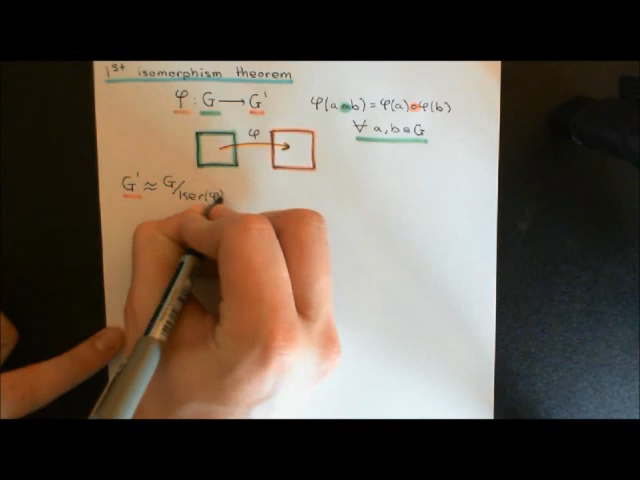 1st isomorphism theorem
φ : G → G'
φ(a ∘ b) = φ(a) ∘ φ(b)
∀ a, b ∈ G
φ
G' ≈ G/Ker(φ)